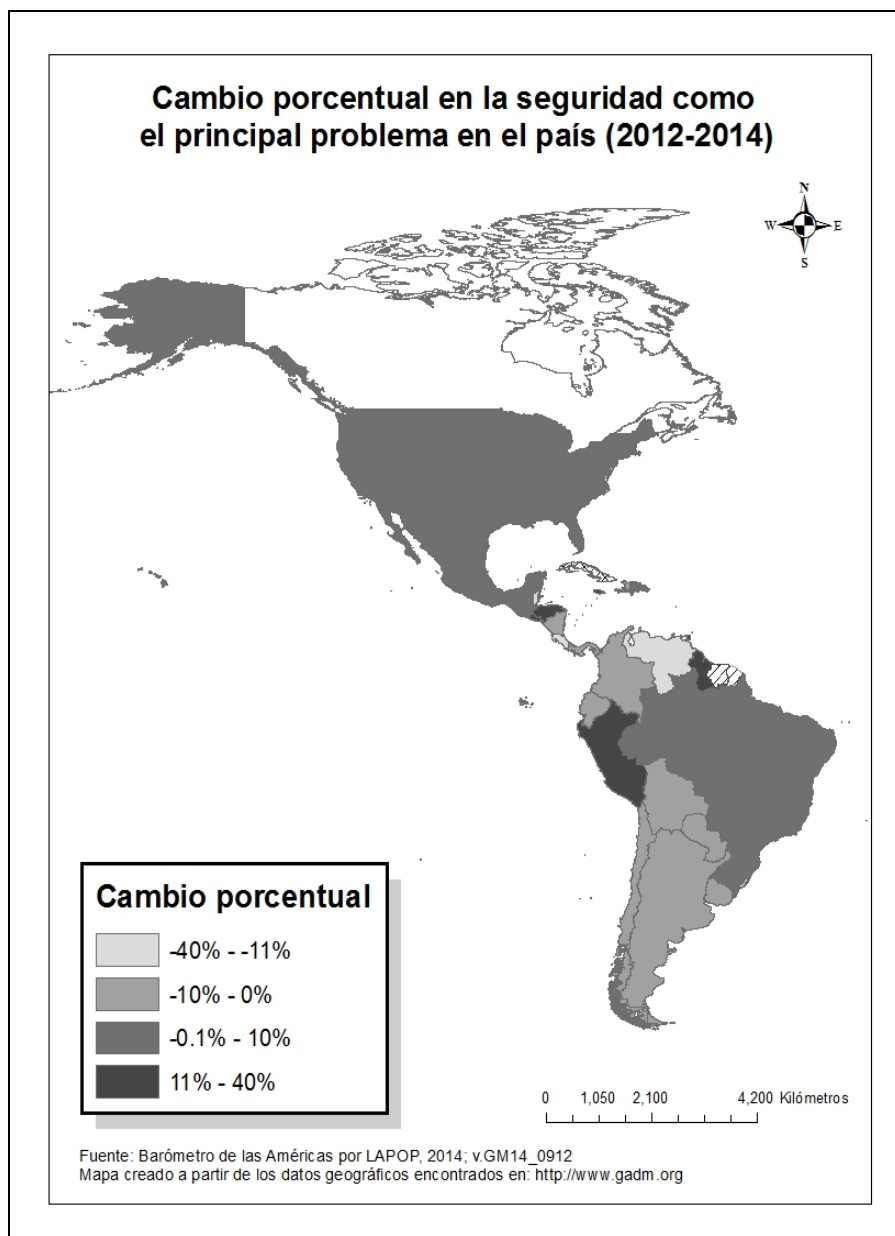 Cambio porcentual en la seguridad como
el principal problema en el país (2012-2014)
N
W E
S
Cambio porcentual
-40% - -11%
-10% - 0%
-0.1% - 10%
11% - 40%
0 1,050 2,100 4,200 Kilómetros
Fuente: Barómetro de las Américas por LAPOP, 2014; v.GM14_0912
Mapa creado a partir de los datos geográficos encontrados en: http://www.gadm.org